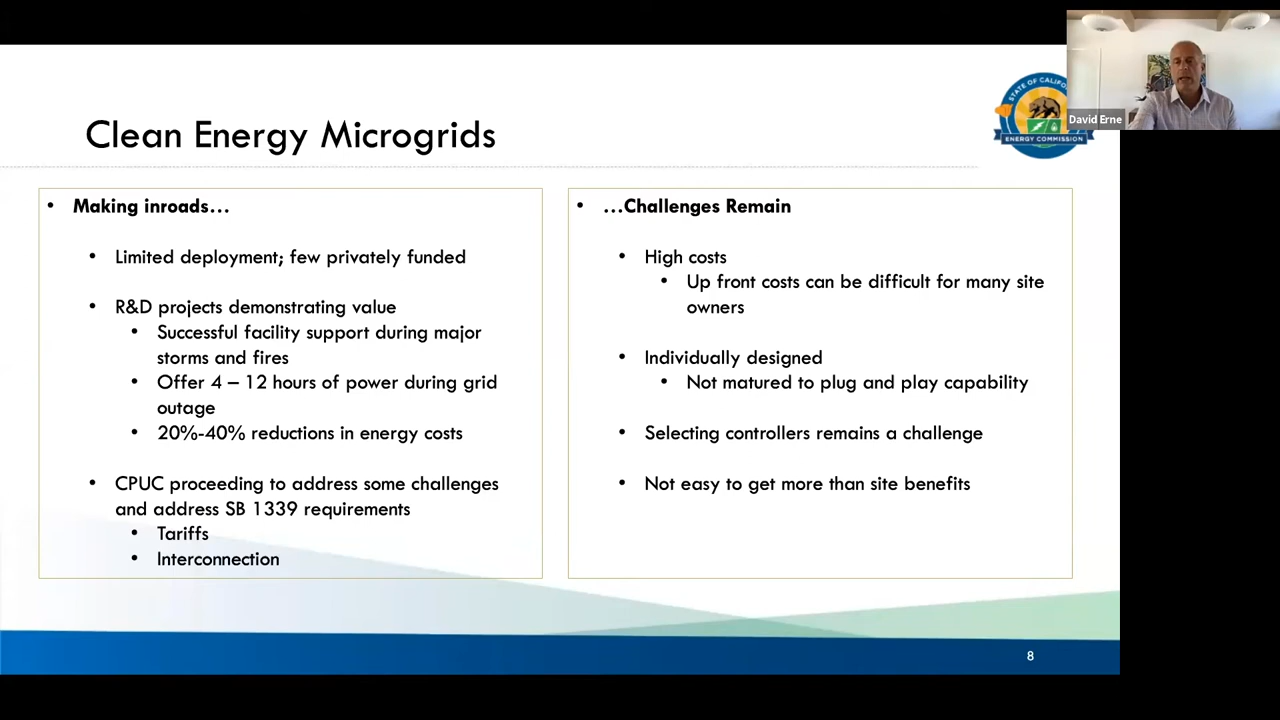 Clean Energy Microgrids
STATE OF CALIFO
ENERGY COMMISSION
David Erne
• Making inroads…
• Limited deployment; few privately funded
• R&D projects demonstrating value
• Successful facility support during major
storms and fires
• Offer 4 – 12 hours of power during grid
outage
• 20%-40% reductions in energy costs
• CPUC proceeding to address some challenges
and address SB 1339 requirements
• Tariffs
• Interconnection
• …Challenges Remain
• High costs
• Up front costs can be difficult for many site
owners
• Individually designed
• Not matured to plug and play capability
• Selecting controllers remains a challenge
• Not easy to get more than site benefits
8